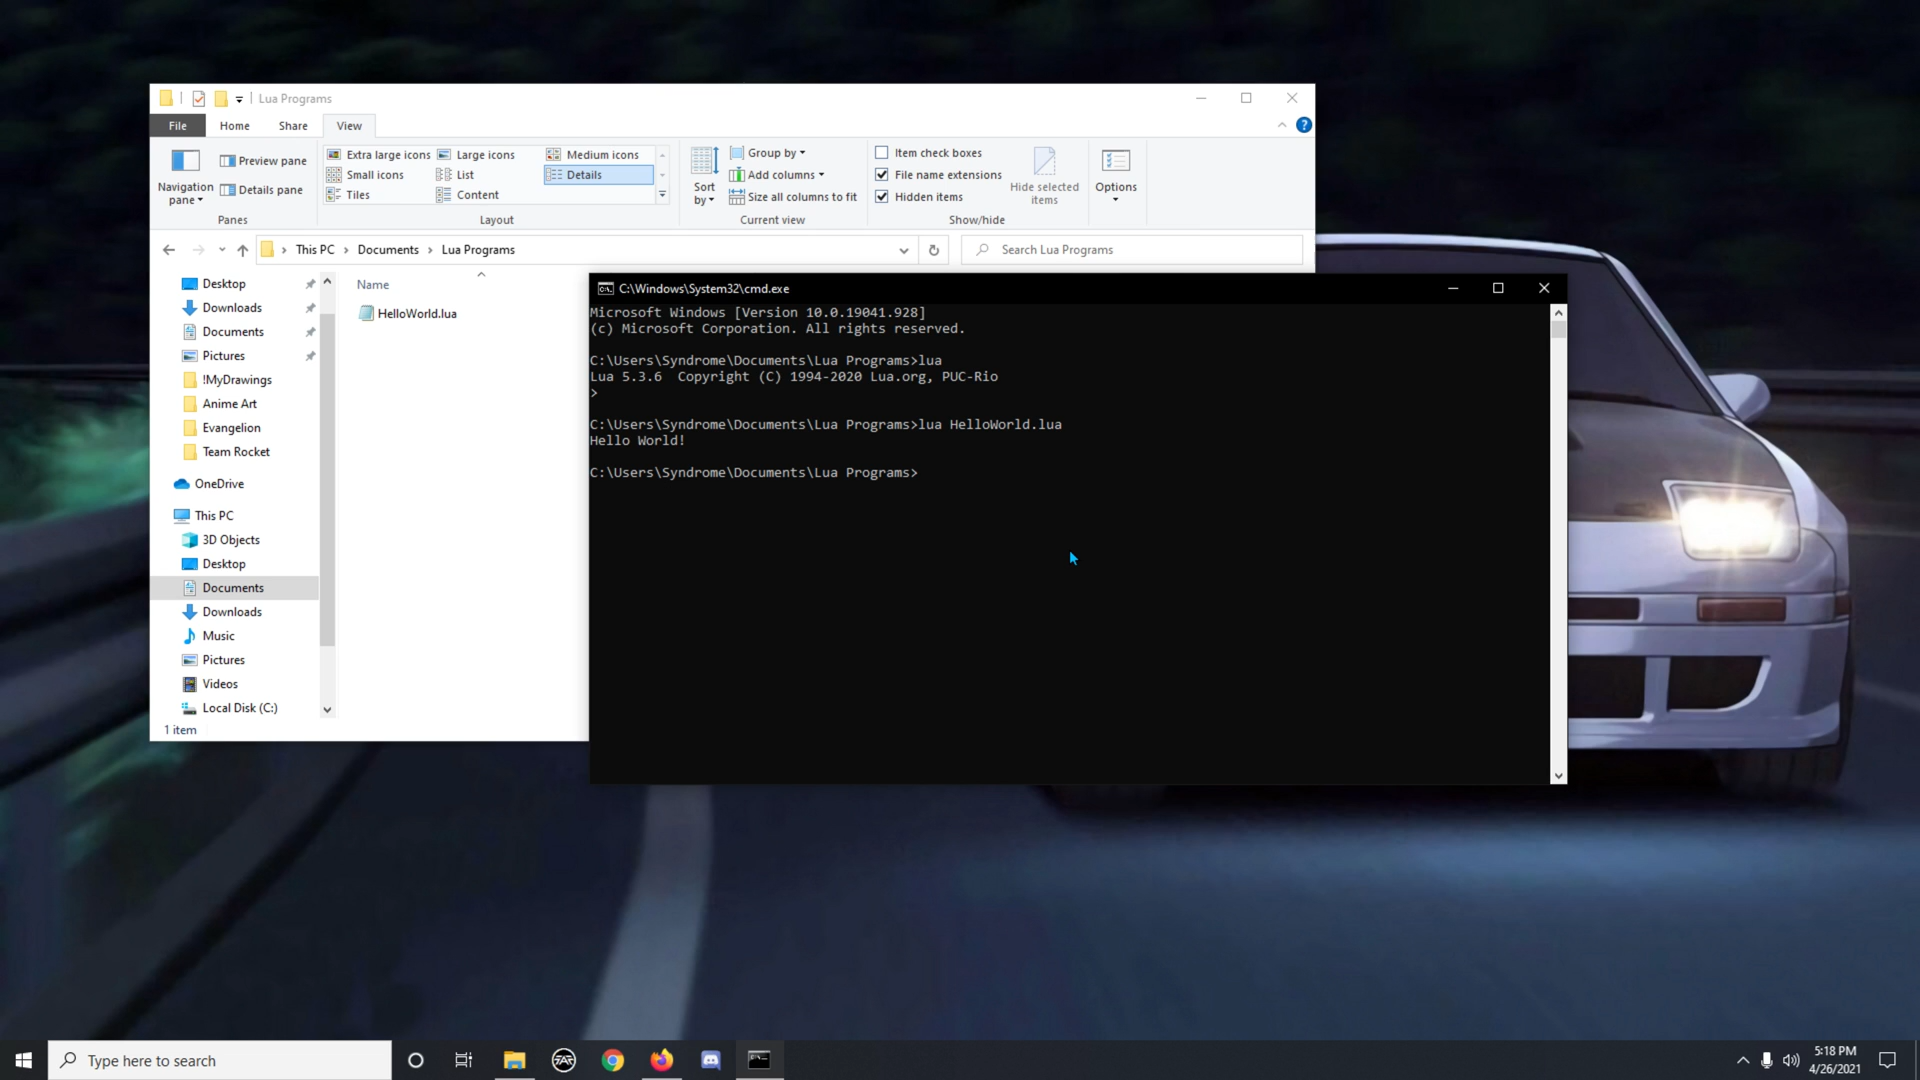 Lua Programs
File Home Share View
Navigation pane
Preview pane
Details pane
Panes
Extra large icons Large icons Medium icons
Small icons List Details
Tiles Content
Layout
Sort by
Group by
Add columns
Size all columns to fit
Current view
Item check boxes
File name extensions
Hidden items
Hide selected items
Show/hide
Options
This PC > Documents > Lua Programs
Search Lua Programs
Desktop
Downloads
Documents
Pictures
!MyDrawings
Anime Art
Evangelion
Team Rocket
OneDrive
This PC
3D Objects
Desktop
Documents
Downloads
Music
Pictures
Videos
Local Disk (C:)
1 item
Name
HelloWorld.lua
C:\Windows\System32\cmd.exe
Microsoft Windows [Version 10.0.19041.928]
(c) Microsoft Corporation. All rights reserved.
C:\Users\Syndrome\Documents\Lua Programs>lua
Lua 5.3.6  Copyright (C) 1994-2020 Lua.org, PUC-Rio
>
C:\Users\Syndrome\Documents\Lua Programs>lua HelloWorld.lua
Hello World!
C:\Users\Syndrome\Documents\Lua Programs>
Type here to search
5:18 PM
4/26/2021